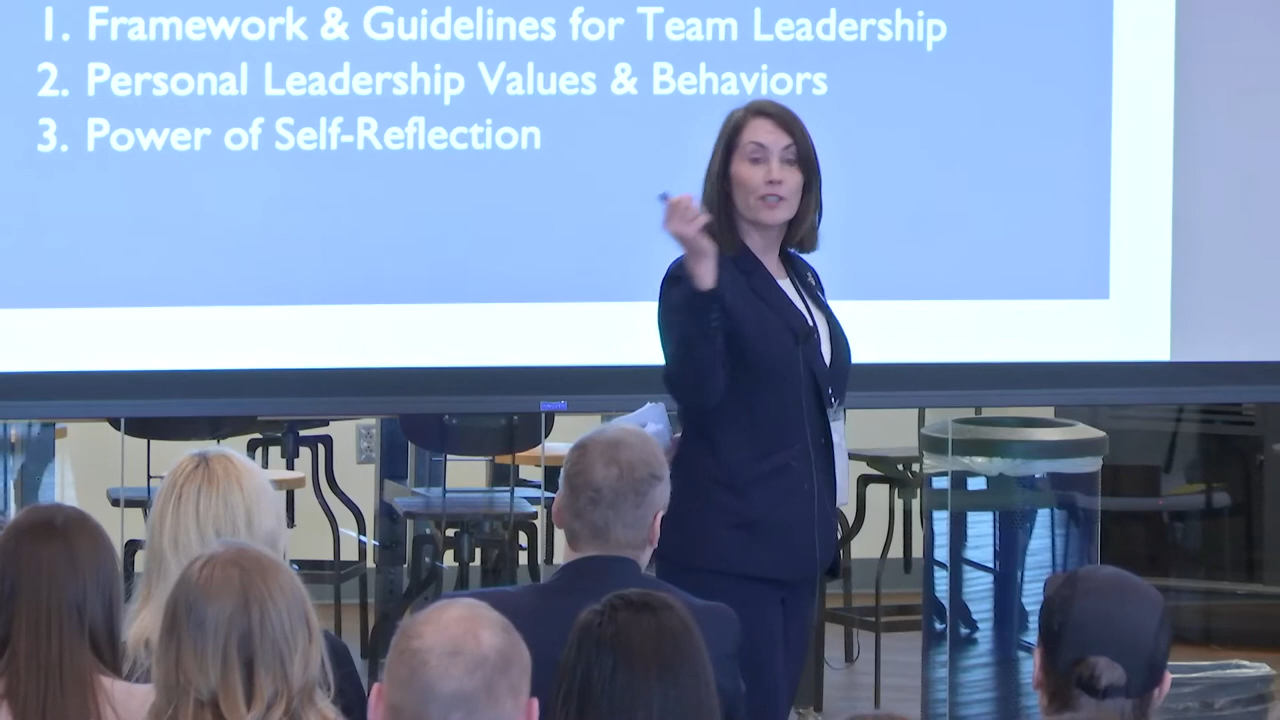 1. Framework & Guidelines for Team Leadership
2. Personal Leadership Values & Behaviors
3. Power of Self-Reflection